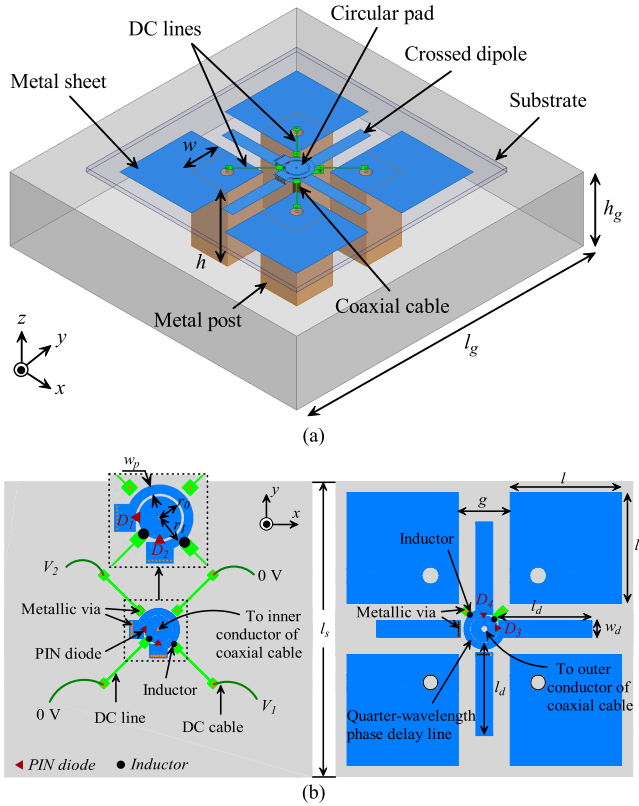 Circular pad
DC lines
Crossed dipole
Metal sheet
Substrate
w
h
h_g
Metal post
Coaxial cable
l_g
z
y
x
(a)
w_p
r_0
r_1
D_1
D_2
y
x
V_2
0 V
Metallic via
PIN diode
To inner
conductor of
coaxial cable
Inductor
0 V
V_1
DC line
DC cable
PIN diode
Inductor
l_s
l
g
l
Inductor
Metallic via
D_4
D_3
l_d
w_d
l_d
To outer
conductor of
coaxial cable
Quarter-wavelength
phase delay line
(b)